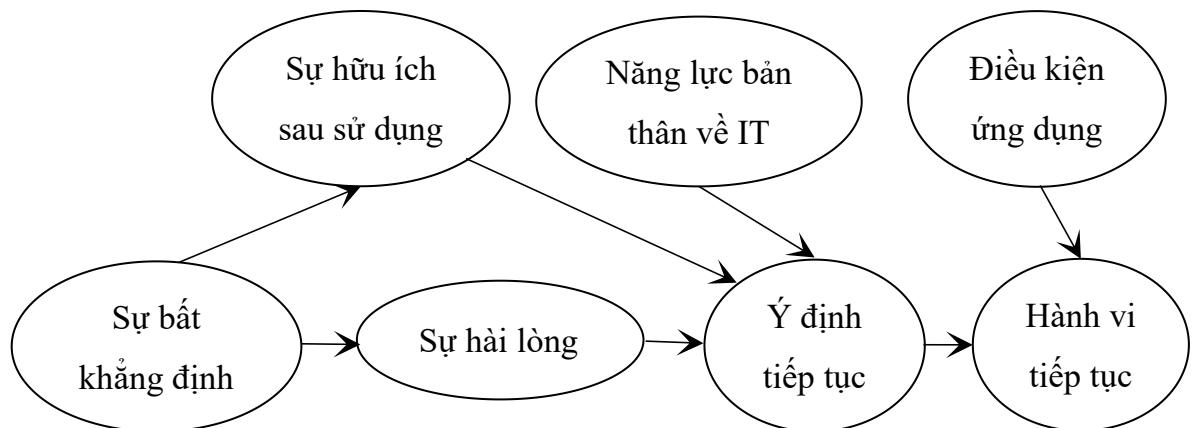 Sự hữu ích
sau sử dụng
Năng lực bản
thân về IT
Điều kiện
ứng dụng
Sự bất
khẳng định
Sự hài lòng
Ý định
tiếp tục
Hành vi
tiếp tục